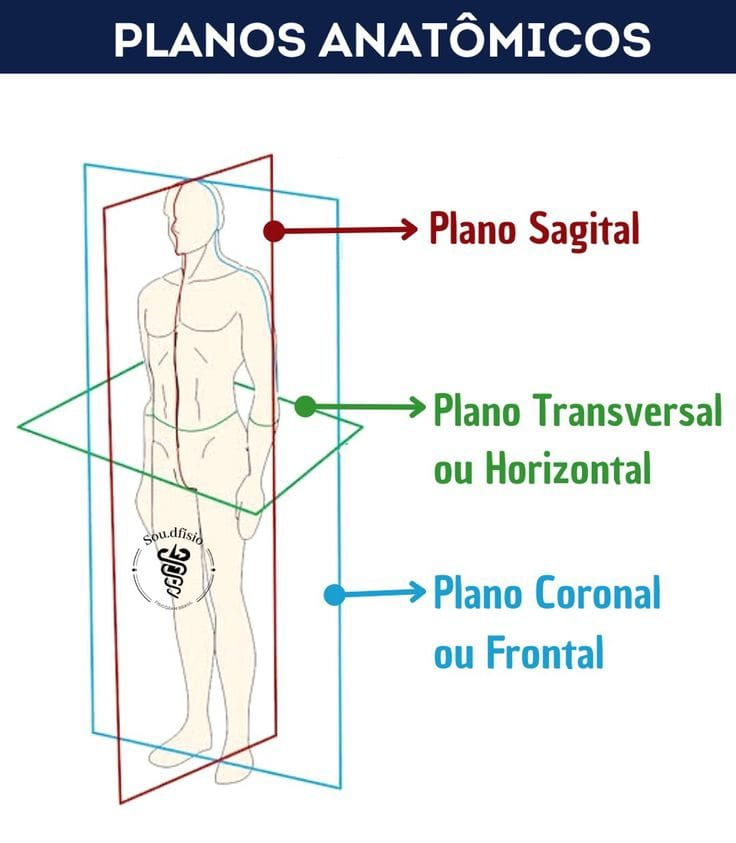 PLANOS ANATÔMICOS
Plano Sagital
Plano Transversal
ou Horizontal
Sou.dfisio
Plano Coronal
ou Frontal